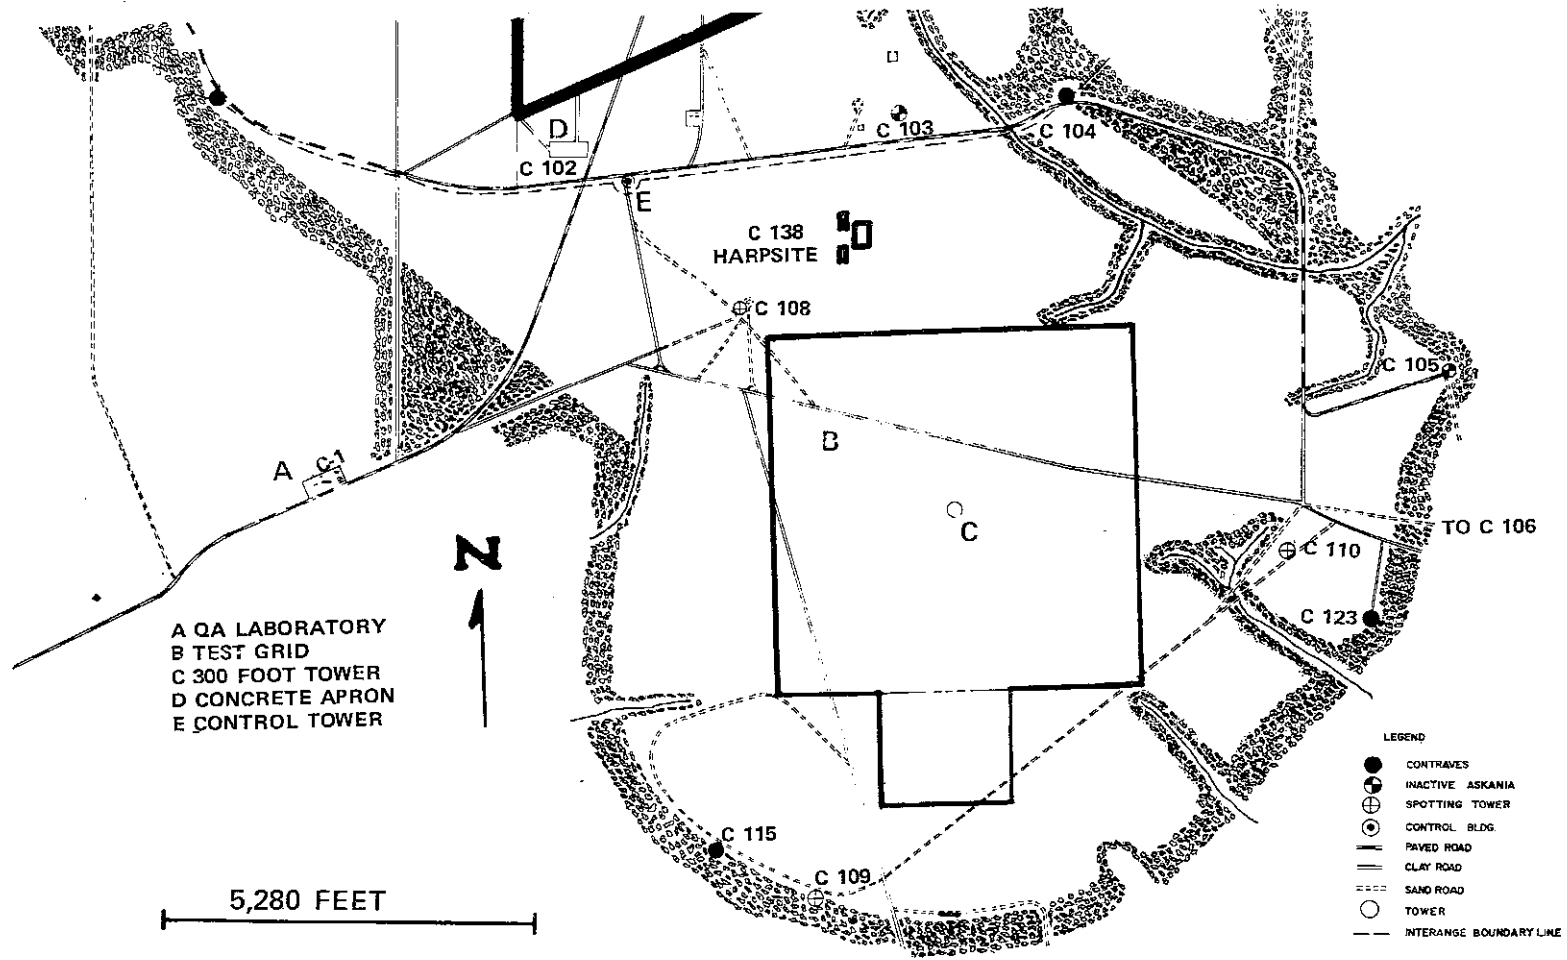 D
C 102
C 103
C 104
E
C 138
HARPSITE
C 108
C 105
B
A
C-1
C
TO C 106
C 110
N
C 123
A QA LABORATORY
B TEST GRID
C 300 FOOT TOWER
D CONCRETE APRON
E CONTROL TOWER
C 115
C 109
5,280 FEET
LEGEND
CONTRAVES
INACTIVE ASKANIA
SPOTTING TOWER
CONTROL BLDG.
PAVED ROAD
CLAY ROAD
SAND ROAD
TOWER
INTERANGE BOUNDARY LINE